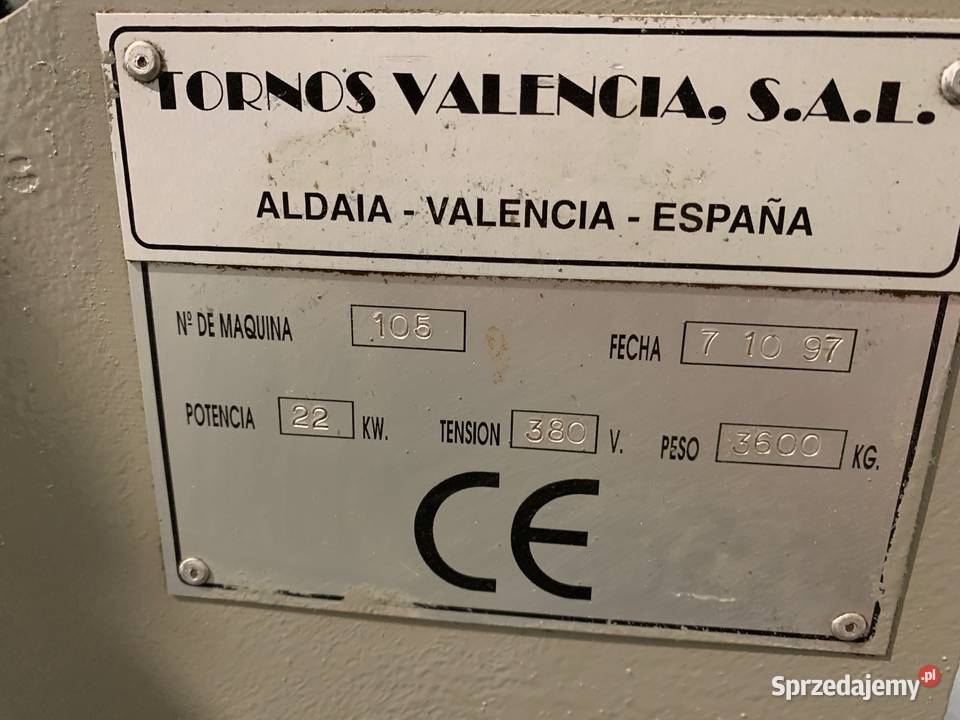 TORNOS VALENCIA, S.A.L.
ALDAIA - VALENCIA - ESPAÑA
Nº DE MAQUINA 105 FECHA 7 10 97
POTENCIA 22 KW. TENSION 380 V. PESO 3600 KG.
CE
Sprzedajemy.pl